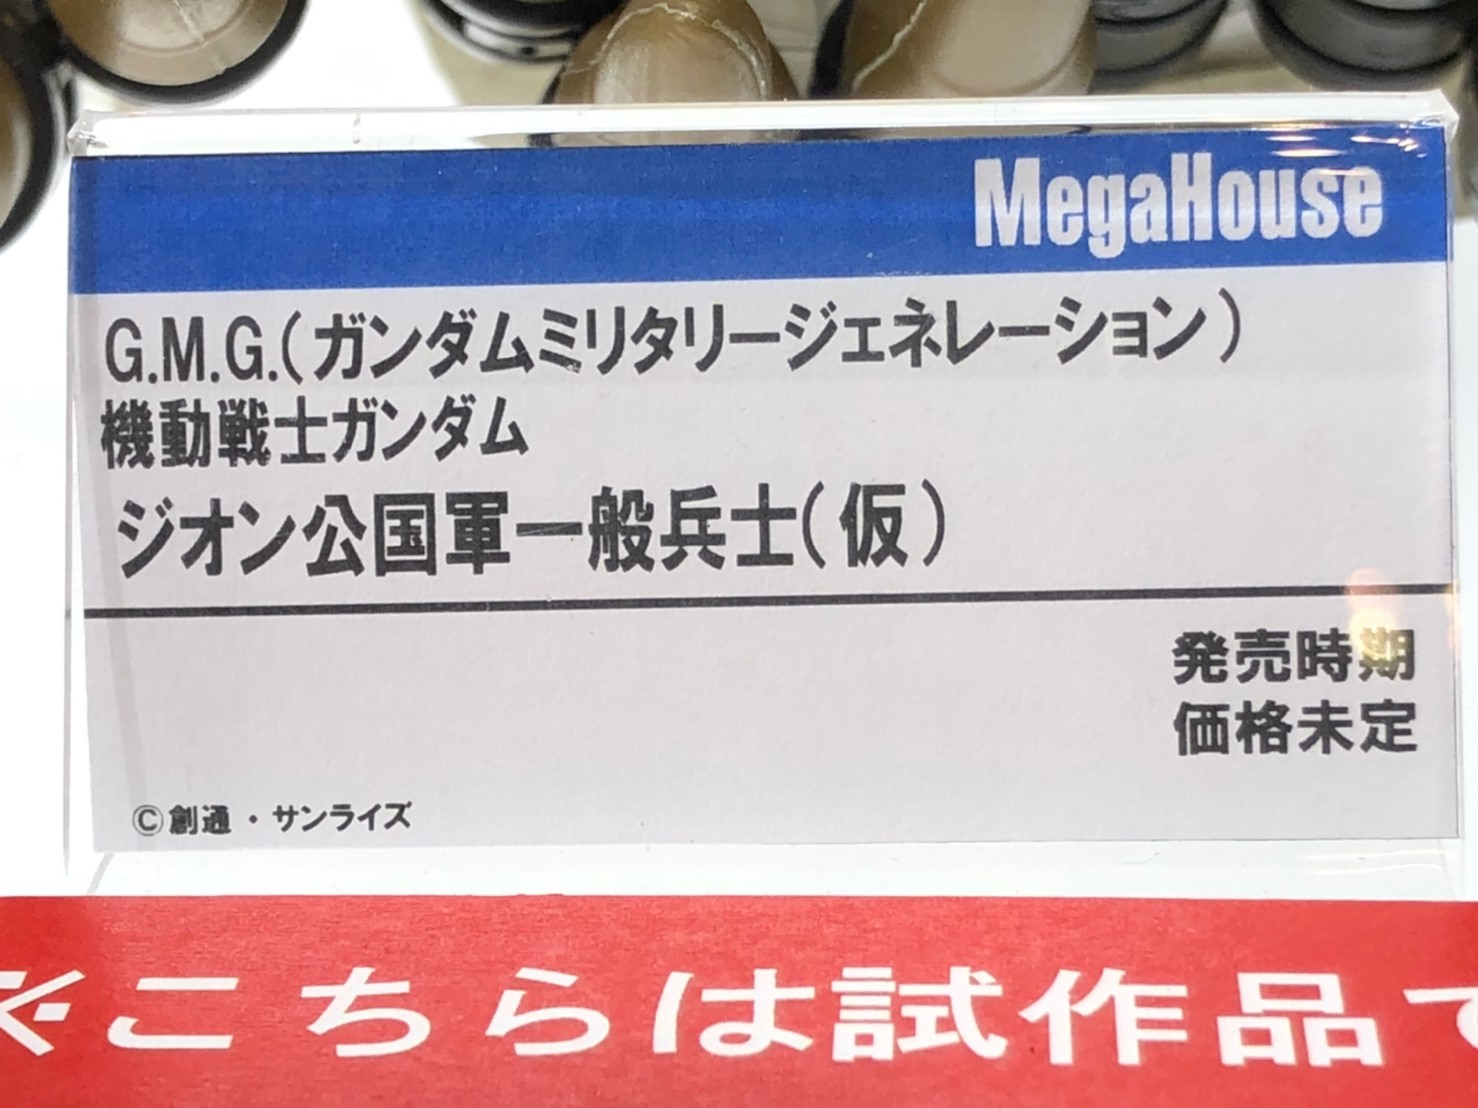 MegaHouse
G.M.G.(ガンダムミリタリージェネレーション)
機動戦士ガンダム
ジオン公国軍一般兵士(仮)
発売時期
価格未定
©創通・サンライズ
※こちらは試作品で